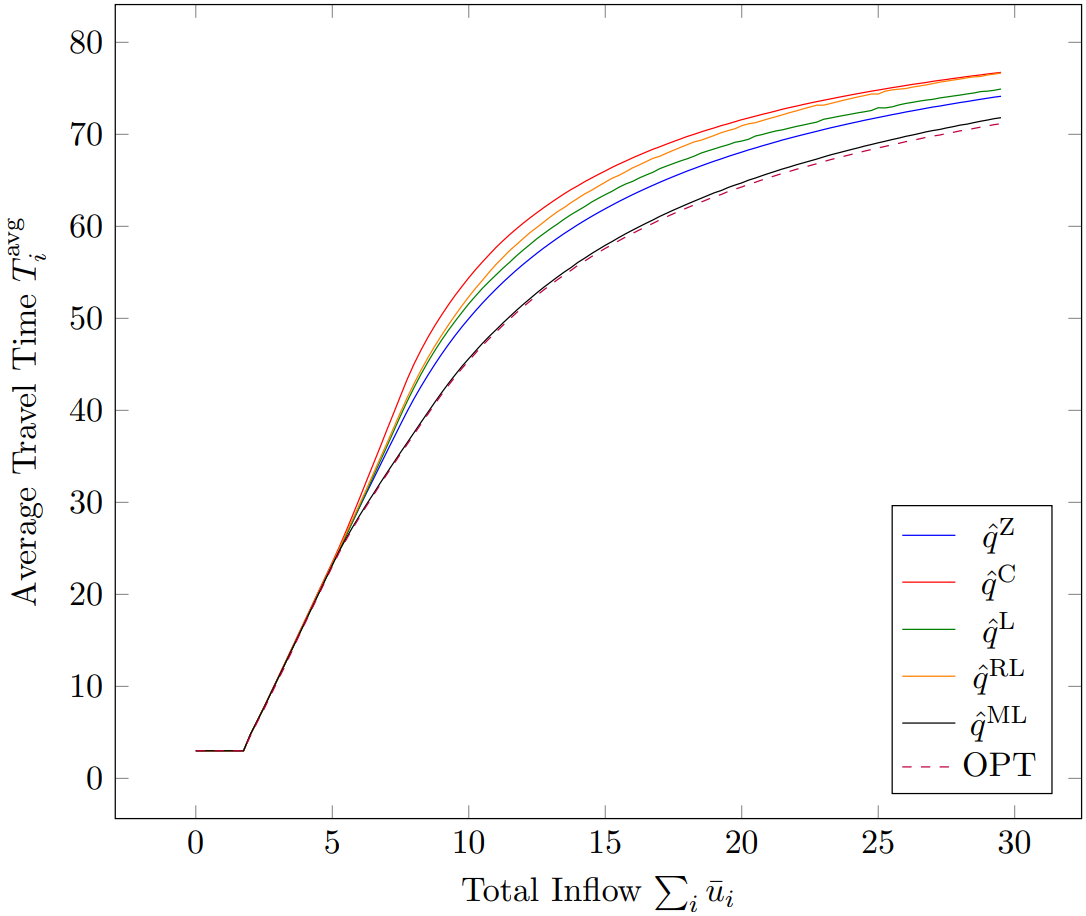 80
70
60
50
40
30
20
10
0
Average Travel Time T_i^avg
0 5 10 15 20 25 30
Total Inflow ∑_i ū_i
q̂^Z
q̂^C
q̂^L
q̂^RL
q̂^ML
OPT